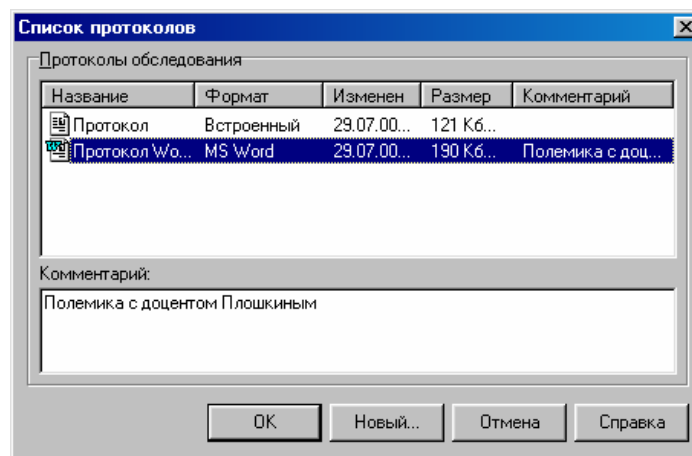 Список протоколов
Протоколы обследования
Название Формат Изменен Размер Комментарий
Протокол Встроенный 29.07.00... 121 Кб...
Протокол Wo... MS Word 29.07.00... 190 Кб... Полемика с доц...
Комментарий:
Полемика с доцентом Плошкиным
OK Новый... Отмена Справка